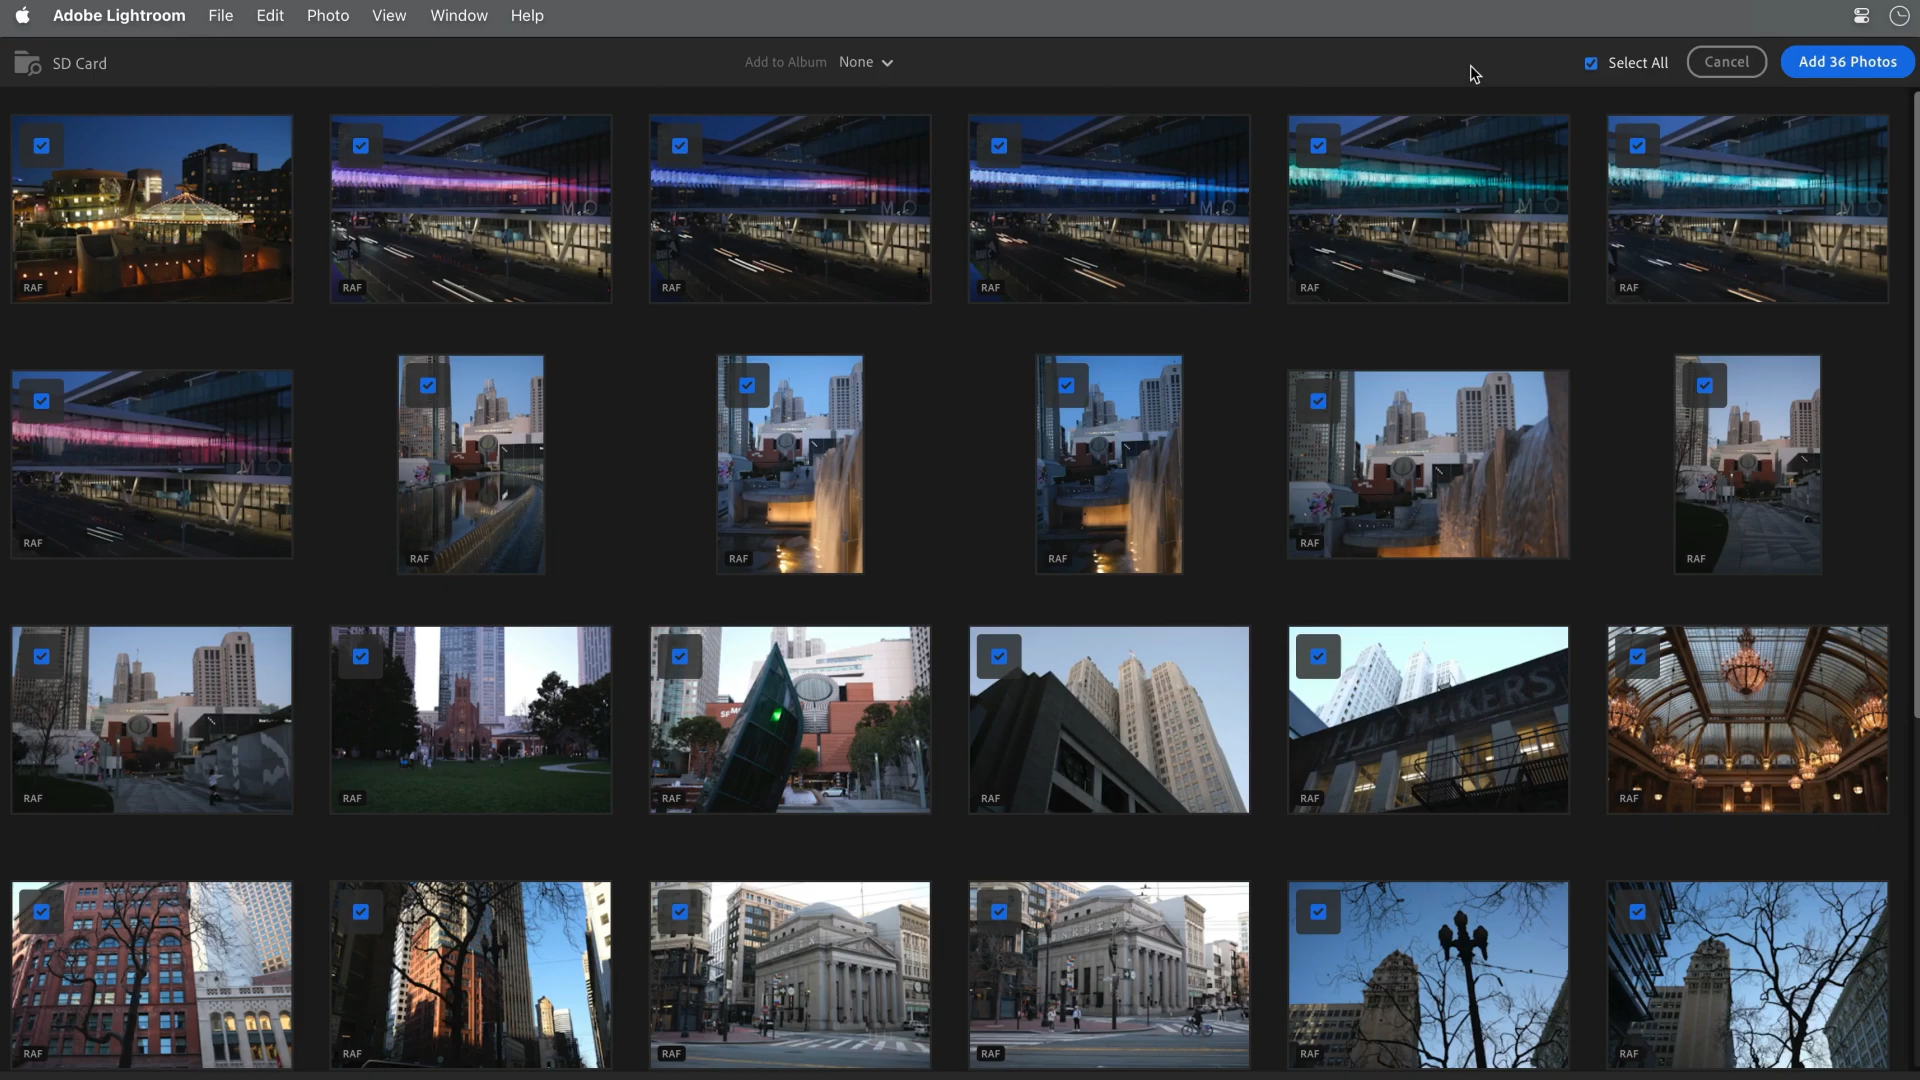 Adobe Lightroom File Edit Photo View Window Help
SD Card Add to Album None Select All Cancel Add 36 Photos
RAF RAF RAF RAF RAF RAF
RAF RAF RAF RAF RAF RAF
FLAG MAKERS
RAF RAF RAF RAF RAF RAF
RAF RAF RAF RAF RAF RAF